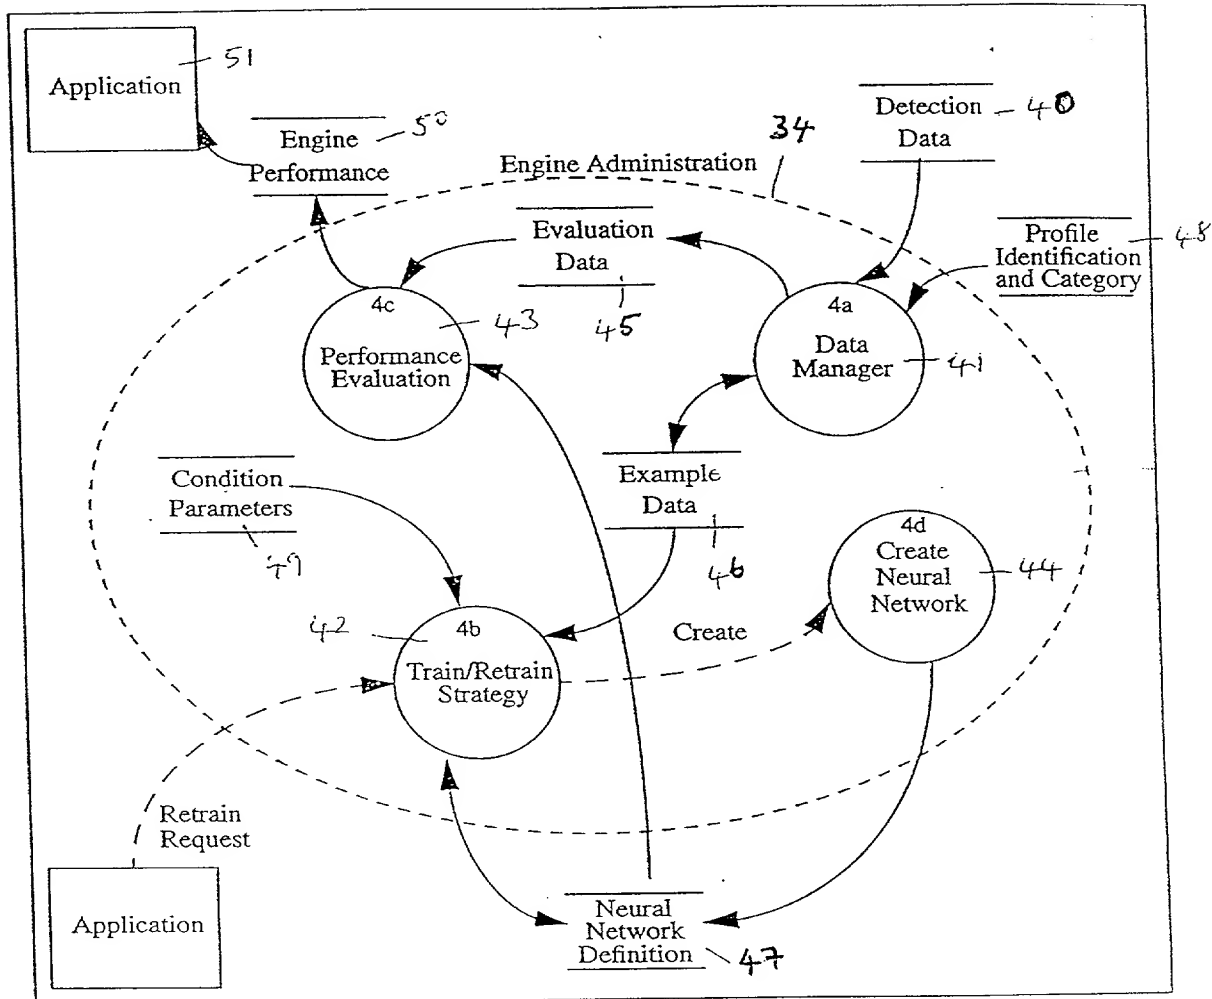 Application
51
Engine
Performance
50
Engine Administration
34
Detection
Data
40
Evaluation
Data
45
Profile
Identification
and Category
48
4c
Performance
Evaluation
43
4a
Data
Manager
41
Condition
Parameters
49
Example
Data
46
4d
Create
Neural
Network
44
42
4b
Train/Retrain
Strategy
Create
Retrain
Request
Application
Neural
Network
Definition
47